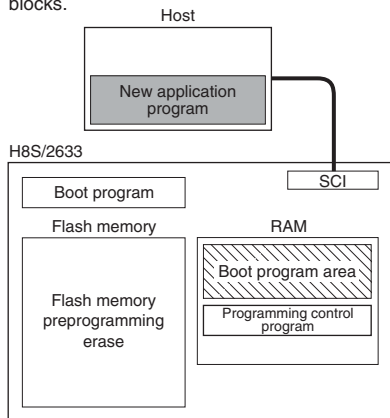 blocks.
Host
New application
program
H8S/2633
SCI
Boot program
Flash memory
RAM
Boot program area
Flash memory
preprogramming
erase
Programming control
program